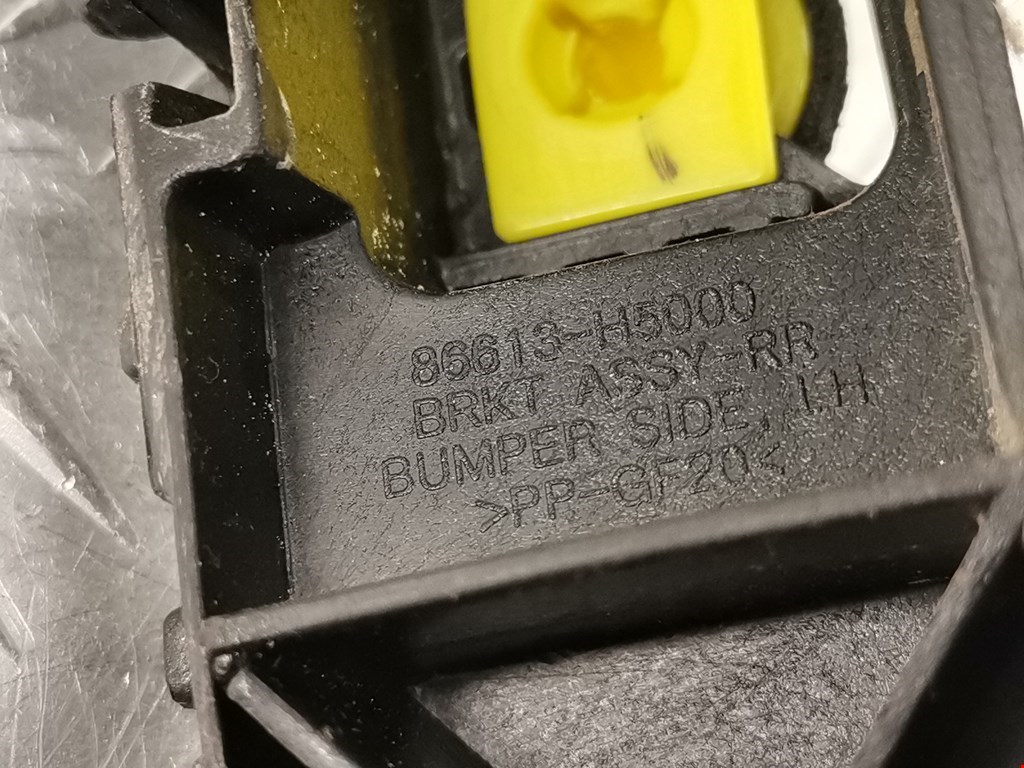 86613-H5000
BRKT ASSY-RR
BUMPER SIDE, LH
>PP-GF20<